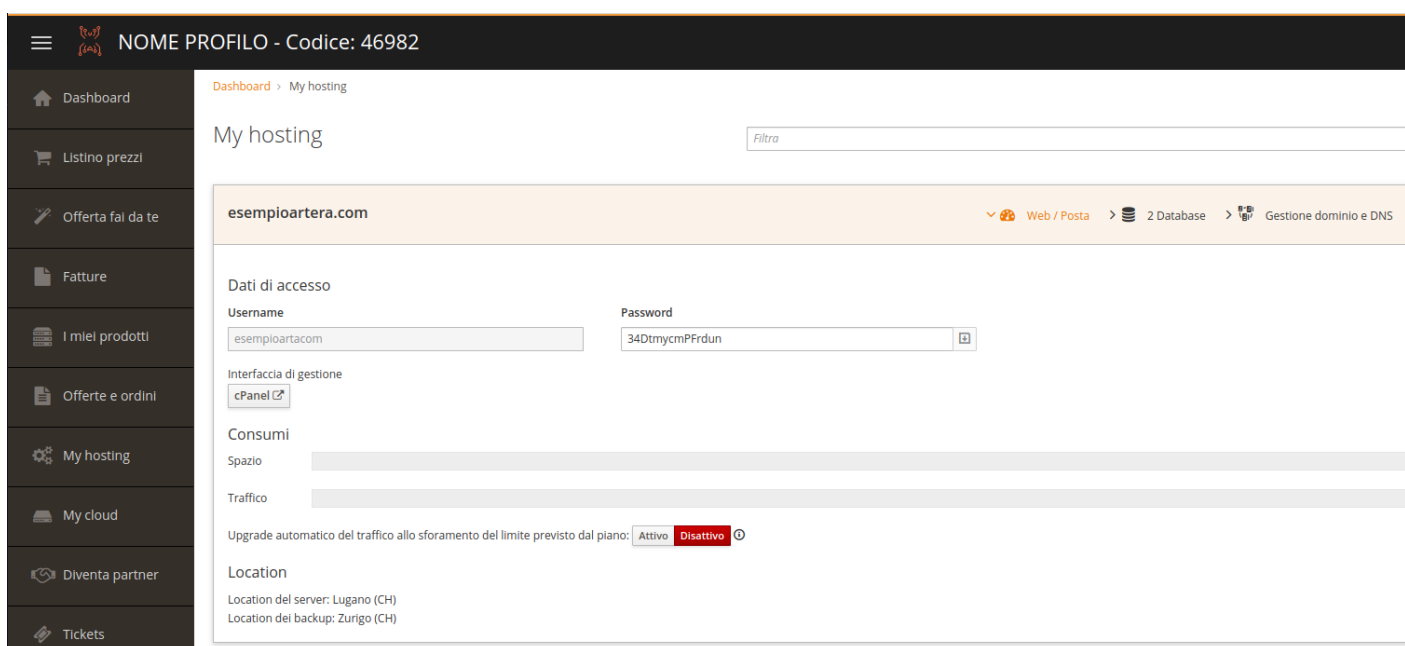 NOME PROFILO - Codice: 46982
Dashboard
Listino prezzi
Offerta fai da te
Fatture
I miei prodotti
Offerte e ordini
My hosting
My cloud
Diventa partner
Tickets
Dashboard > My hosting
My hosting
Filtra
esempioartera.com
Web / Posta
2 Database
Gestione dominio e DNS
Dati di accesso
Username
Password
esempioartacom
34DtmycmPFrdun
Interfaccia di gestione
cPanel
Consumi
Spazio
Traffico
Upgrade automatico del traffico allo sforamento del limite previsto dal piano: Attivo Disattivo
Location
Location del server: Lugano (CH)
Location dei backup: Zurigo (CH)